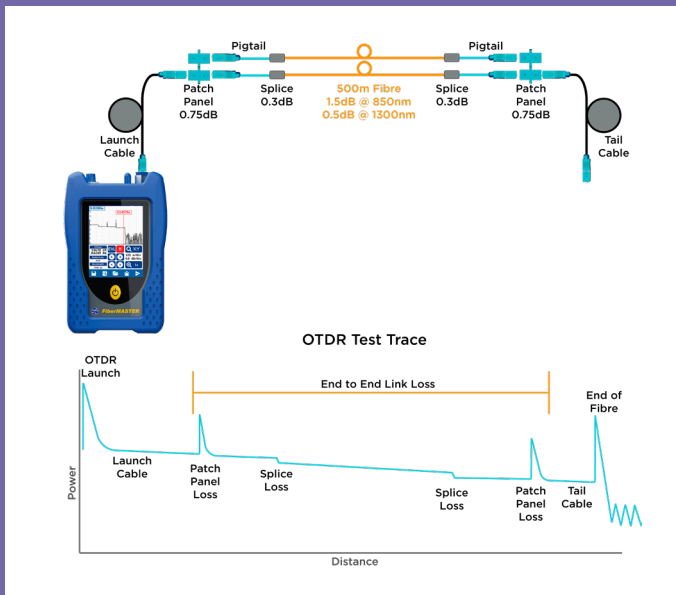 Pigtail
Pigtail
Patch
Panel
0.75dB
Splice
0.3dB
500m Fibre
1.5dB @ 850nm
0.5dB @ 1300nm
Splice
0.3dB
Patch
Panel
0.75dB
Launch
Cable
Tail
Cable
FiberMASTER
OTDR Test Trace
OTDR
Launch
End to End Link Loss
End of
Fibre
Launch
Cable
Patch
Panel
Loss
Splice
Loss
Splice
Loss
Patch
Panel
Loss
Tail
Cable
Power
Distance